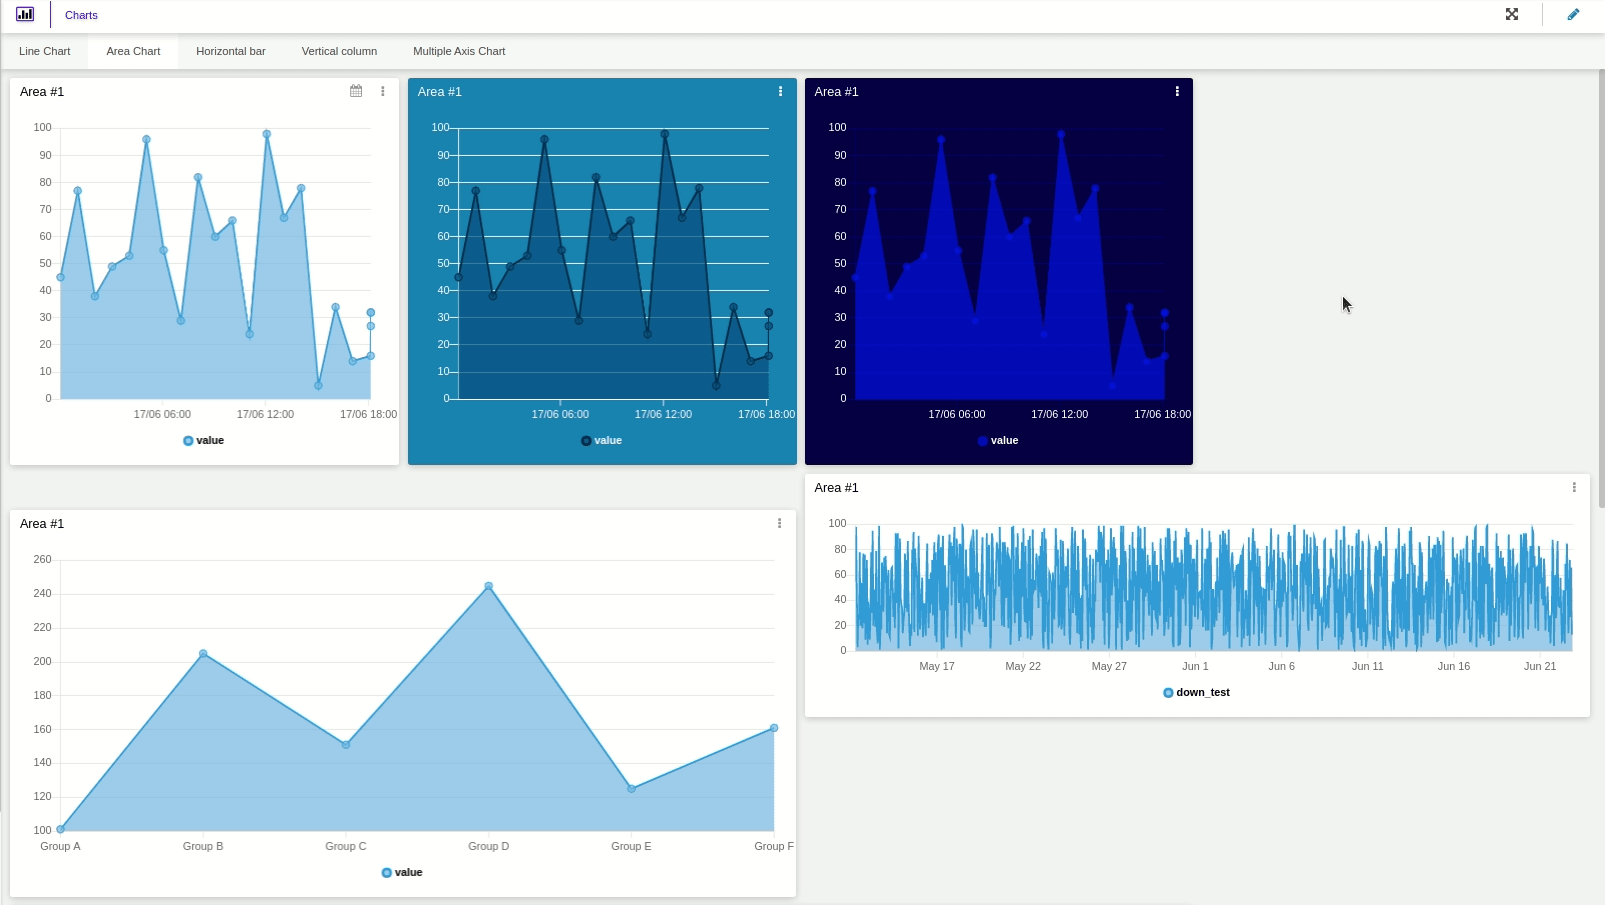 Charts
Line Chart Area Chart Horizontal bar Vertical column Multiple Axis Chart
Area #1
100
90
80
70
60
50
40
30
20
10
0
17/06 06:00 17/06 12:00 17/06 18:00
value
Area #1
100
90
80
70
60
50
40
30
20
10
0
17/06 06:00 17/06 12:00 17/06 18:00
value
Area #1
100
90
80
70
60
50
40
30
20
10
0
17/06 06:00 17/06 12:00 17/06 18:00
value
Area #1
100
80
60
40
20
0
May 17 May 22 May 27 Jun 1 Jun 6 Jun 11 Jun 16 Jun 21
down_test
Area #1
260
240
220
200
180
160
140
120
100
Group A Group B Group C Group D Group E Group F
value